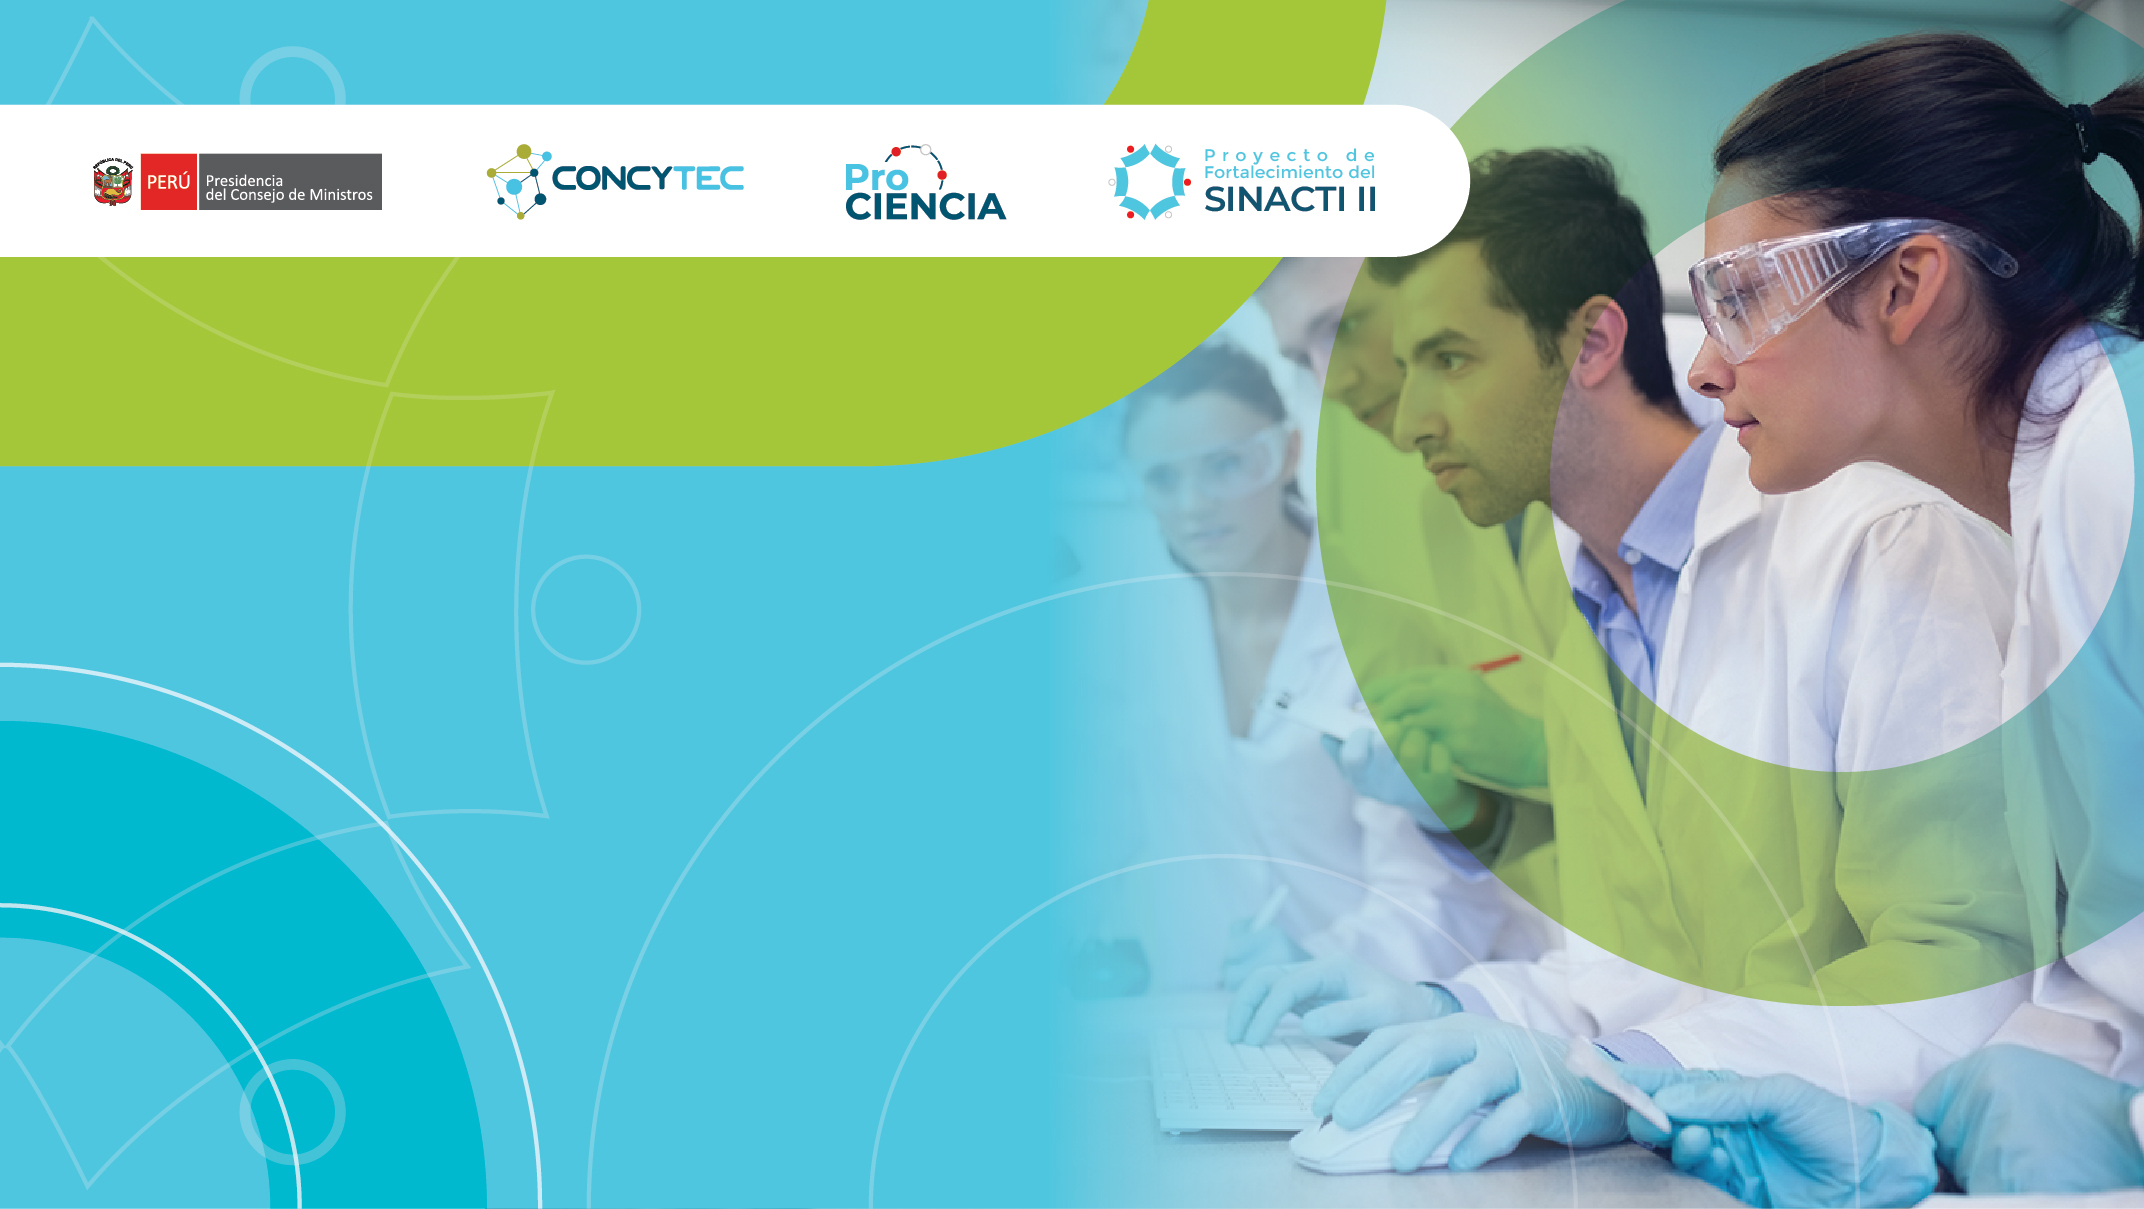 PERÚ
Presidencia
del Consejo de Ministros
CONCYTEC
Pro
CIENCIA
Proyecto de
Fortalecimiento del
SINACTI II